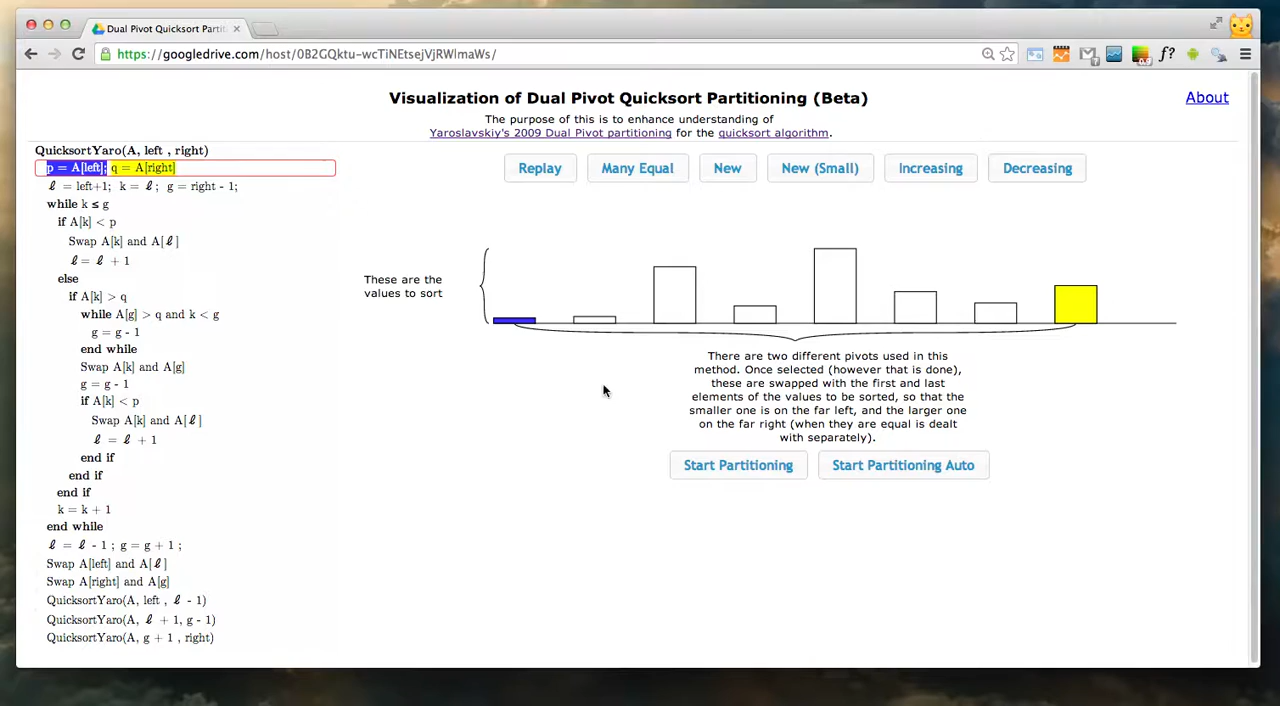 Dual Pivot Quicksort Partiti
https://googledrive.com/host/0B2GQktu-wcTiNEtsejVjRWlmaWs/
Visualization of Dual Pivot Quicksort Partitioning (Beta)
About
The purpose of this is to enhance understanding of
Yaroslavskiy's 2009 Dual Pivot partitioning for the quicksort algorithm.
QuicksortYaro(A, left , right)
p = A[left]; q = A[right]
ℓ = left+1; k = ℓ; g = right - 1;
while k ≤ g
if A[k] < p
Swap A[k] and A[ℓ]
ℓ = ℓ + 1
else
if A[k] > q
while A[g] > q and k < g
g = g - 1
end while
Swap A[k] and A[g]
g = g - 1
if A[k] < p
Swap A[k] and A[ℓ]
ℓ = ℓ + 1
end if
end if
end if
k = k + 1
end while
ℓ = ℓ - 1 ; g = g + 1 ;
Swap A[left] and A[ℓ]
Swap A[right] and A[g]
QuicksortYaro(A, left , ℓ - 1)
QuicksortYaro(A, ℓ + 1, g - 1)
QuicksortYaro(A, g + 1 , right)
Replay
Many Equal
New
New (Small)
Increasing
Decreasing
These are the
values to sort
There are two different pivots used in this
method. Once selected (however that is done),
these are swapped with the first and last
elements of the values to be sorted, so that the
smaller one is on the far left, and the larger one
on the far right (when they are equal is dealt
with separately).
Start Partitioning
Start Partitioning Auto
f?